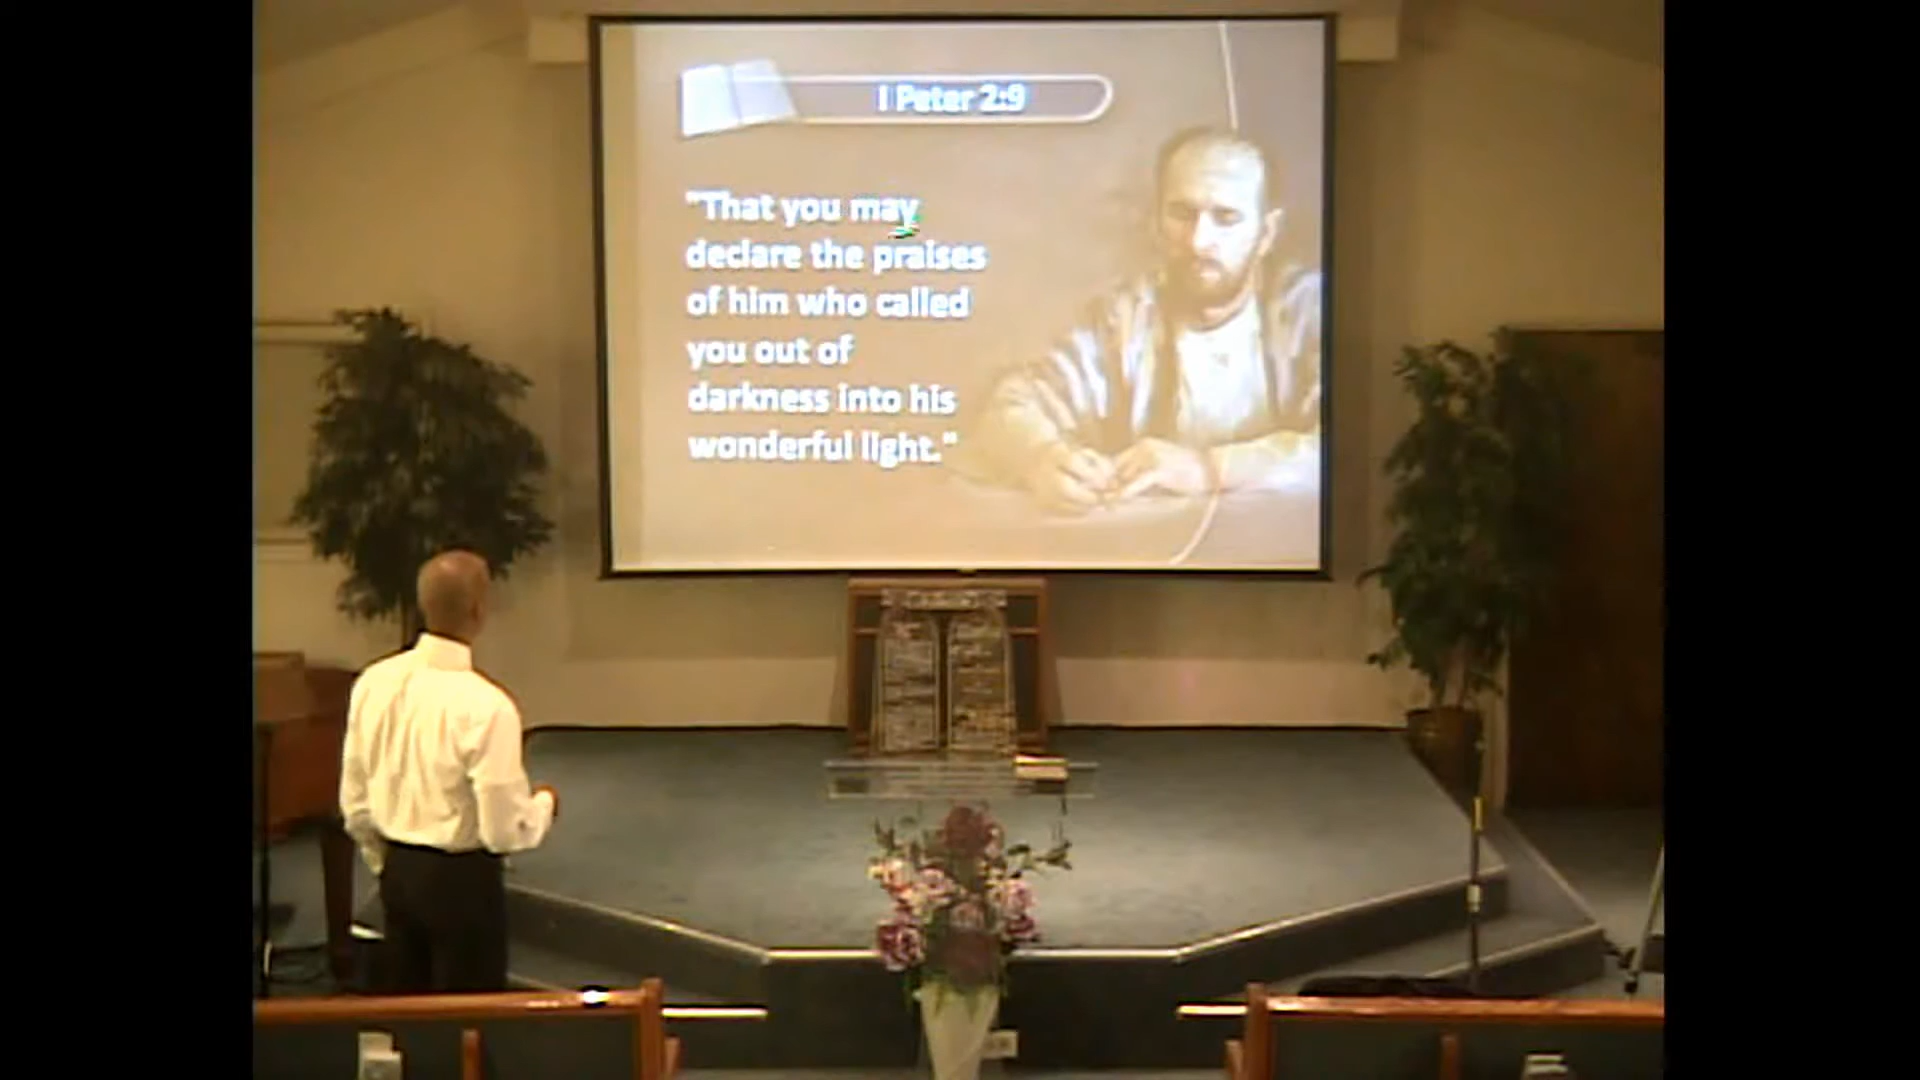 I Peter 2:9
"That you may
declare the praises
of him who called
you out of
darkness into his
wonderful light."